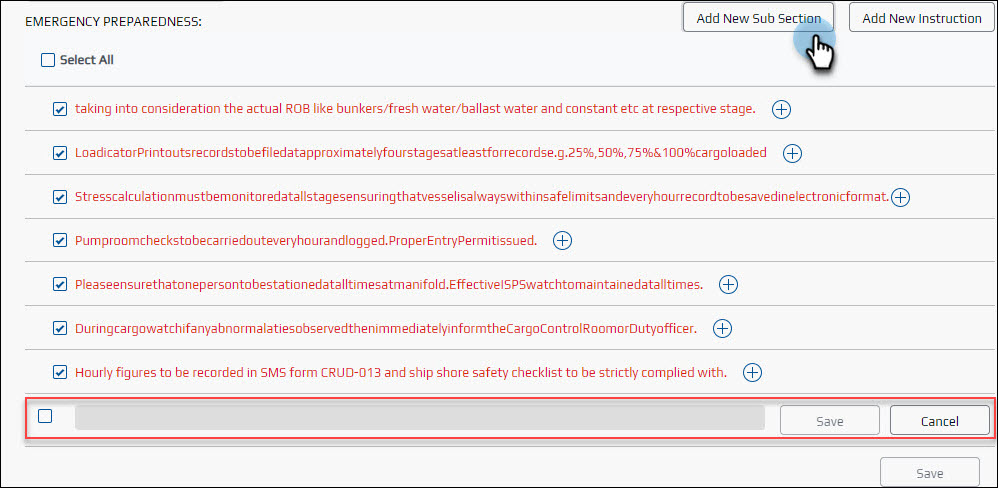 EMERGENCY PREPAREDNESS:
Add New Sub Section
Add New Instruction
Select All
taking into consideration the actual ROB like bunkers/fresh water/ballast water and constant etc at respective stage.
LoadicatorPrintoutsrecordstobefiledatapproximatelyfourstagesatleastforrecordse.g.25%,50%,75%&100%cargoloaded
Stresscalculationmustbemonitoredatallstagesensuringthatvesselisalwayswithinsafelimitsandeveryhourrecordtobesavedinelectronicformat.
Pumproomcheckstobecarriedouteveryhourandlogged.ProperEntryPermitissued.
Pleaseensurethatonepersontobestationedatalltimesatmanifold.EffectiveISPSwatchtomaintainedatalltimes.
Duringcargowatchifanyabnormalatiesobservedthenimmediatelyinformthe​CargoControlRoomorDutyofficer.
Hourly figures to be recorded in SMS form CRUD-013 and ship shore safety checklist to be strictly complied with.
Save
Cancel
Save